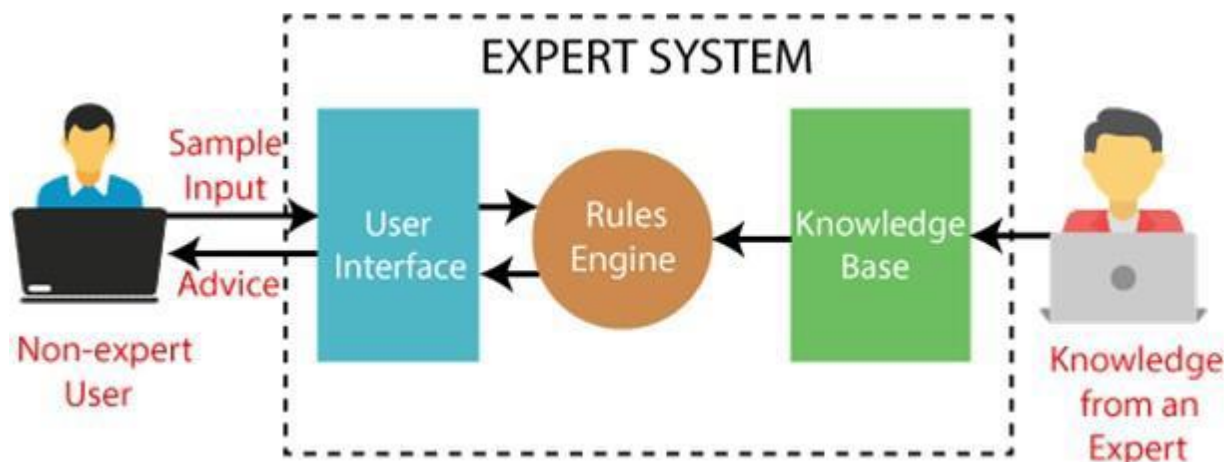 EXPERT SYSTEM
Sample
Input
Advice
Non-expert
User
User
Interface
Rules
Engine
Knowledge
Base
Knowledge
from an
Expert